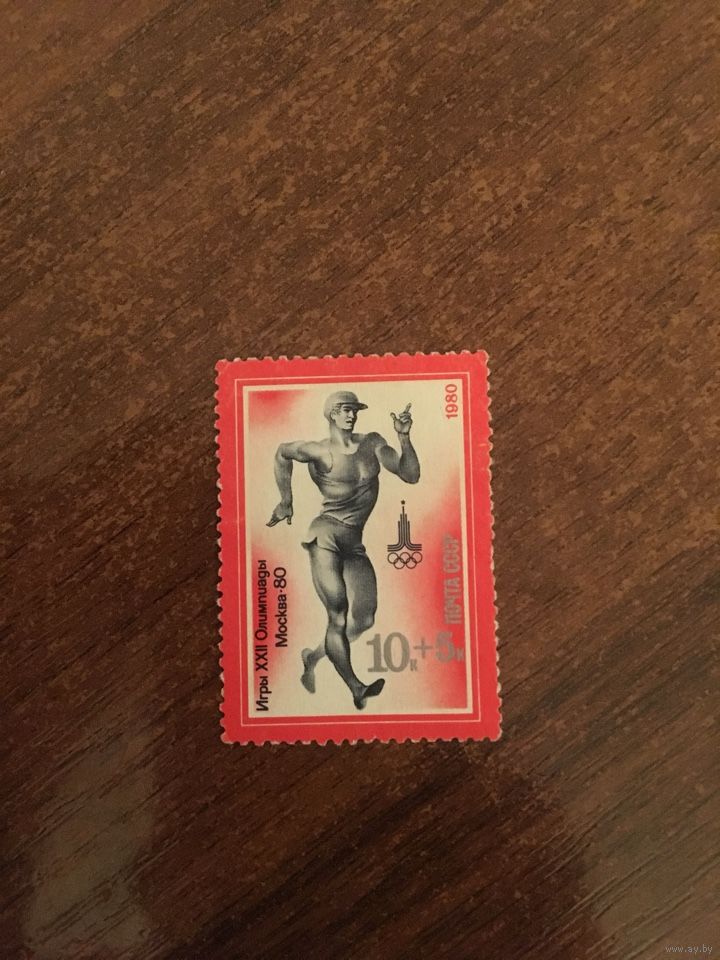 Игры XXII Олимпиады
Москва·80
1980
ПОЧТА СССР
10к+5к
www.ay.by